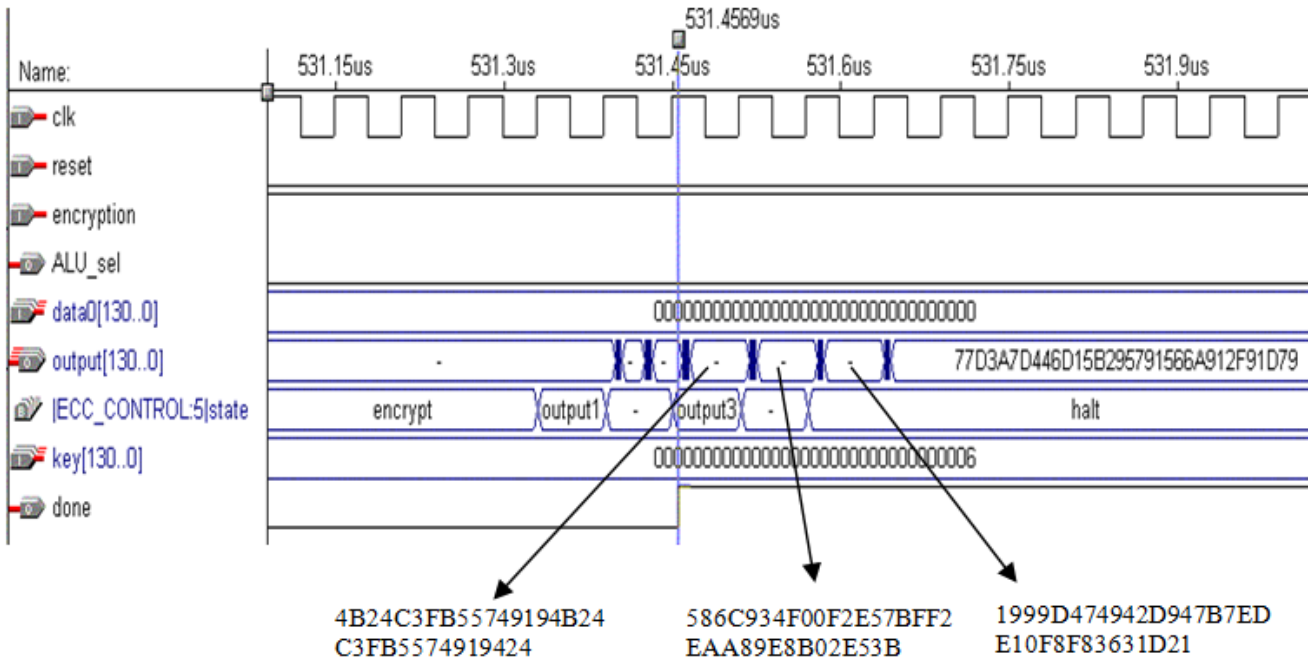 531.4569us
Name:
531.15us 531.3us 531.45us 531.6us 531.75us 531.9us
clk
reset
encryption
ALU_sel
data0[130..0] 000000000000000000000000000000000
output[130..0] - - - - - - 77D3A7D446D15B295791566A912F91D79
|ECC_CONTROL:5|state encrypt output1 - output3 - halt
key[130..0] 000000000000000000000000000000006
done
4B24C3FB55749194B24
C3FB5574919424
586C934F00F2E57BFF2
EAA89E8B02E53B
1999D474942D947B7ED
E10F8F83631D21